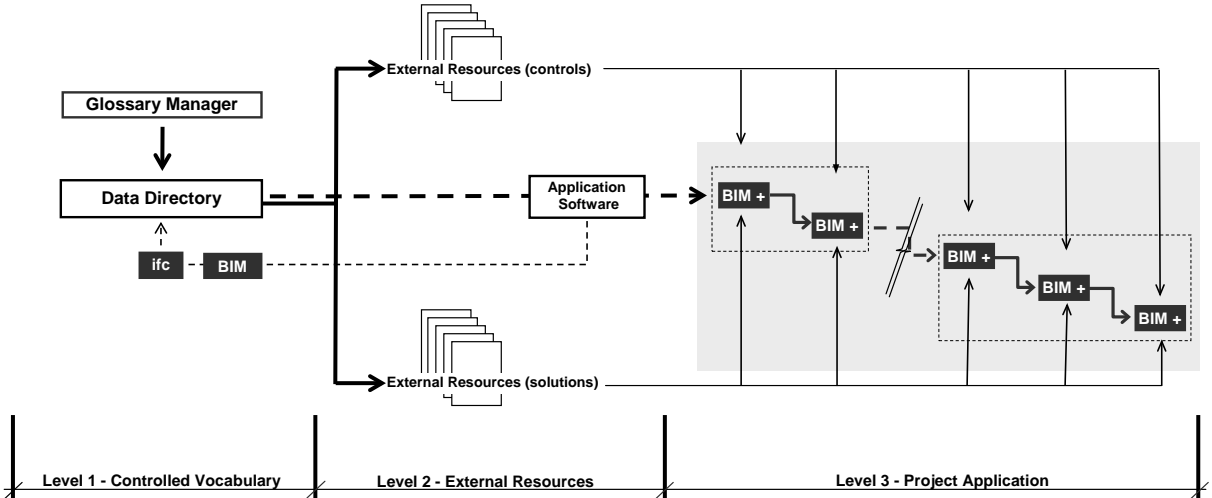 External Resources (controls)
Glossary Manager
Data Directory
Application
Software
BIM +
BIM +
ifc
BIM
BIM +
BIM +
BIM +
External Resources (solutions)
Level 1 - Controlled Vocabulary
Level 2 - External Resources
Level 3 - Project Application